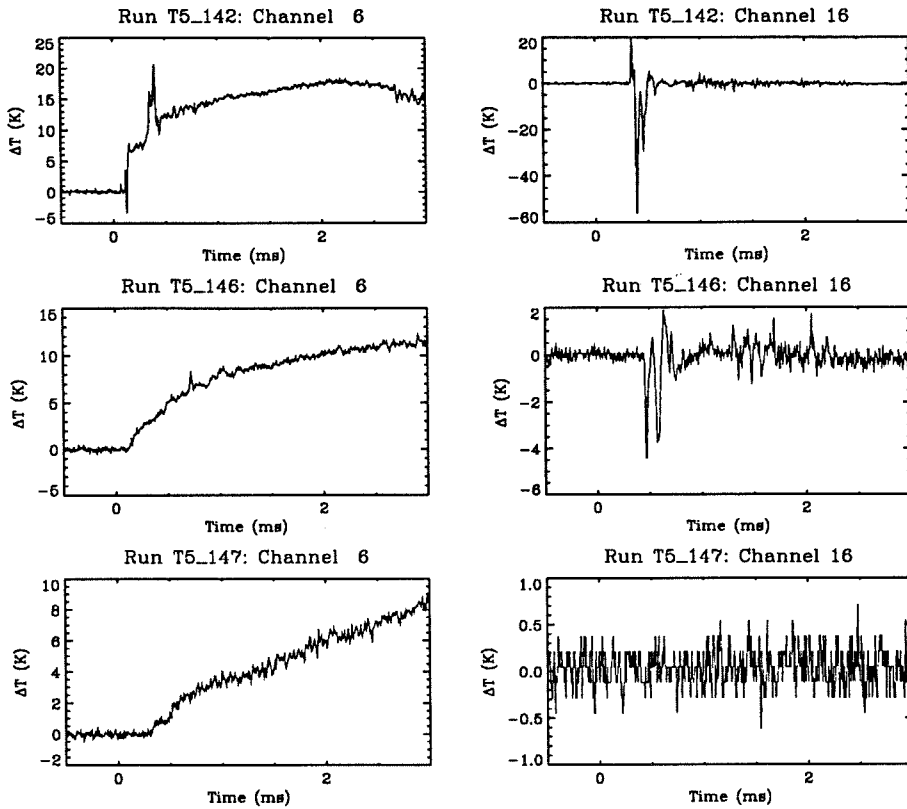 Run T5_142: Channel 6
25
20
15
10
5
0
-5
ΔT (K)
0
2
Time (ms)
Run T5_142: Channel 16
20
0
-20
-40
-60
ΔT (K)
0
2
Time (ms)
Run T5_146: Channel 6
15
10
5
0
-5
ΔT (K)
0
2
Time (ms)
Run T5_146: Channel 16
2
0
-2
-4
-6
ΔT (K)
0
2
Time (ms)
Run T5_147: Channel 6
10
8
6
4
2
0
-2
ΔT (K)
0
2
Time (ms)
Run T5_147: Channel 16
1.0
0.5
0.0
-0.5
-1.0
ΔT (K)
0
2
Time (ms)